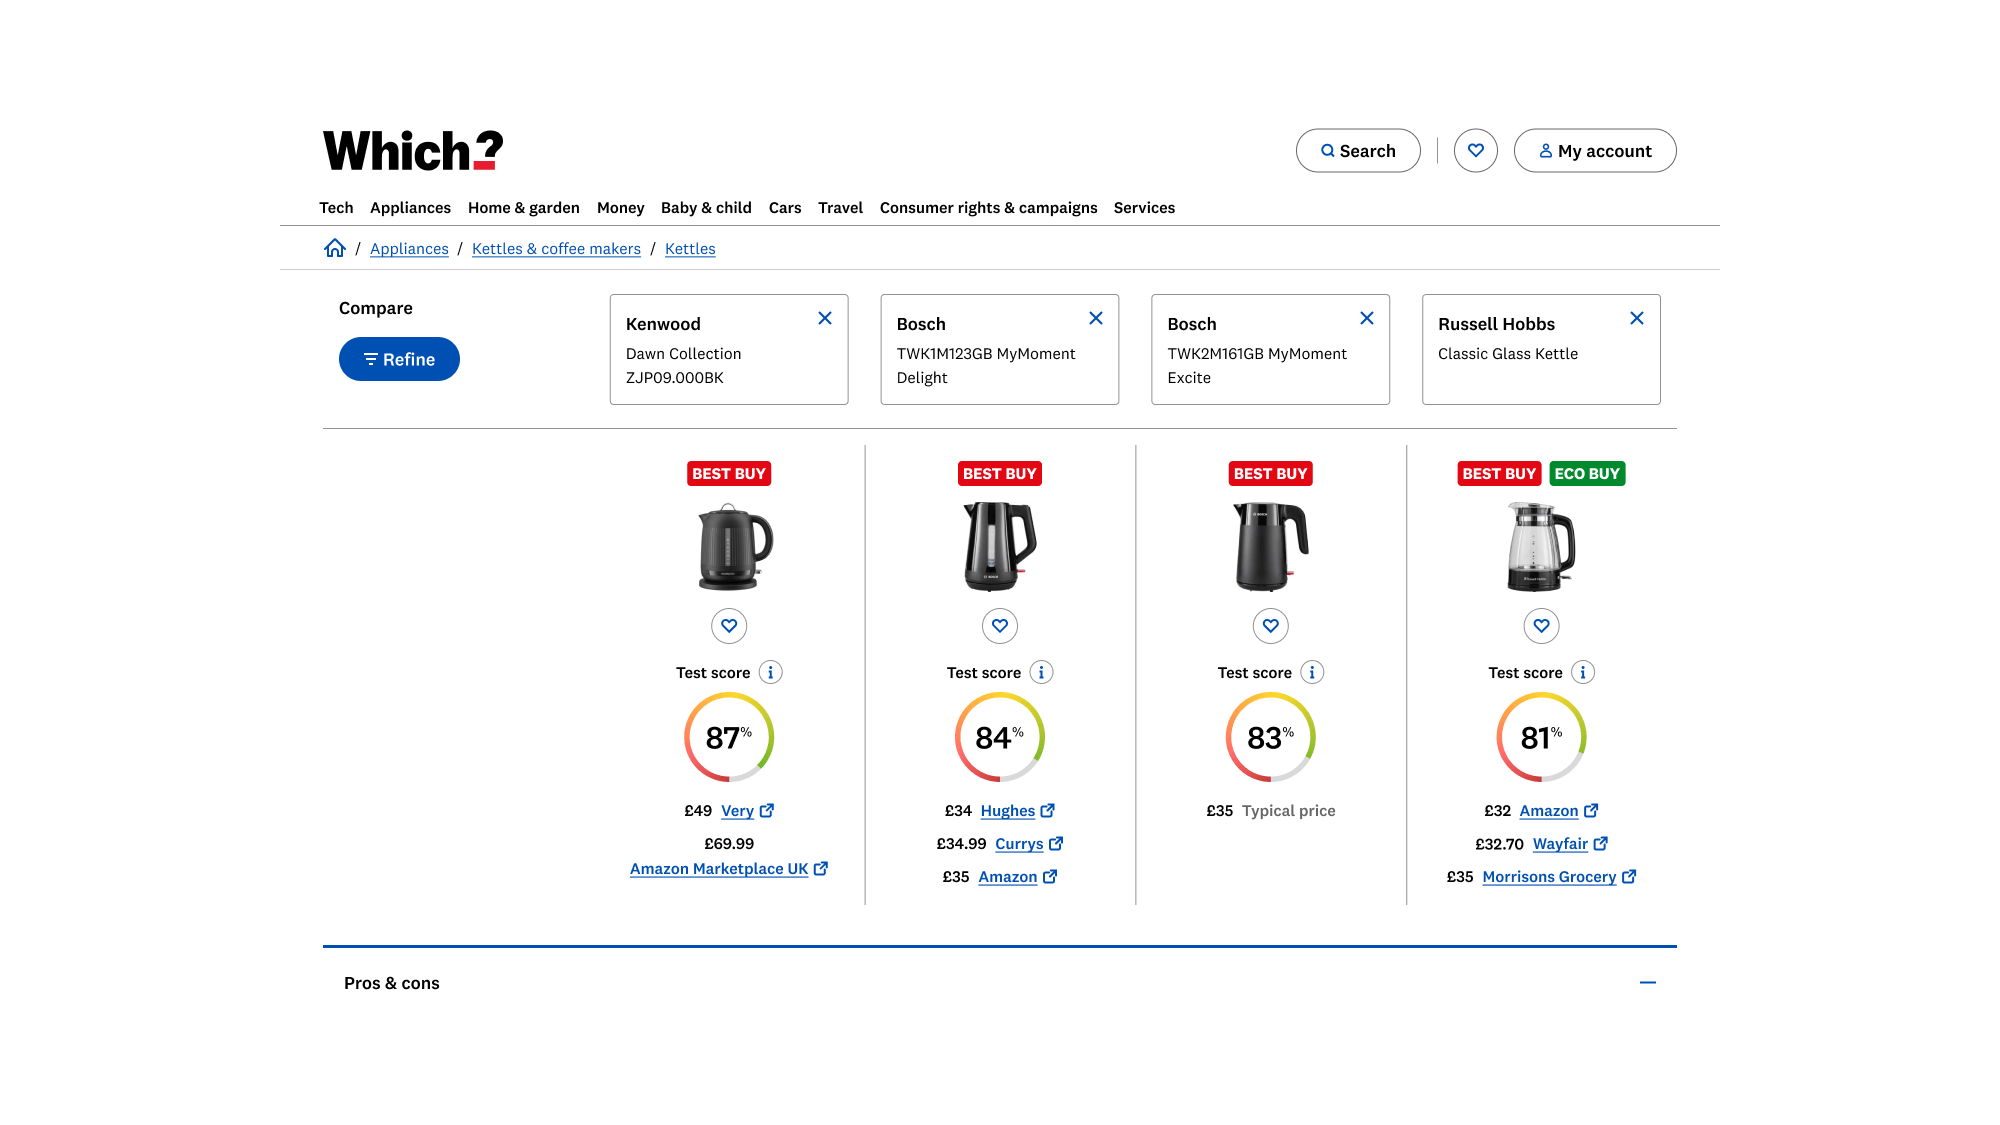 Which?
Search
My account
Tech Appliances Home & garden Money Baby & child Cars Travel Consumer rights & campaigns Services
/ Appliances / Kettles & coffee makers / Kettles
Compare
Refine
Kenwood
Dawn Collection
ZJP09.000BK
Bosch
TWK1M123GB MyMoment
Delight
Bosch
TWK2M161GB MyMoment
Excite
Russell Hobbs
Classic Glass Kettle
BEST BUY
Test score i
87%
£49 Very
£69.99
Amazon Marketplace UK
BEST BUY
BOSCH
Test score i
84%
£34 Hughes
£34.99 Currys
£35 Amazon
BEST BUY
BOSCH
Test score i
83%
£35 Typical price
BEST BUY ECO BUY
Russell Hobbs
Test score i
81%
£32 Amazon
£32.70 Wayfair
£35 Morrisons Grocery
Pros & cons